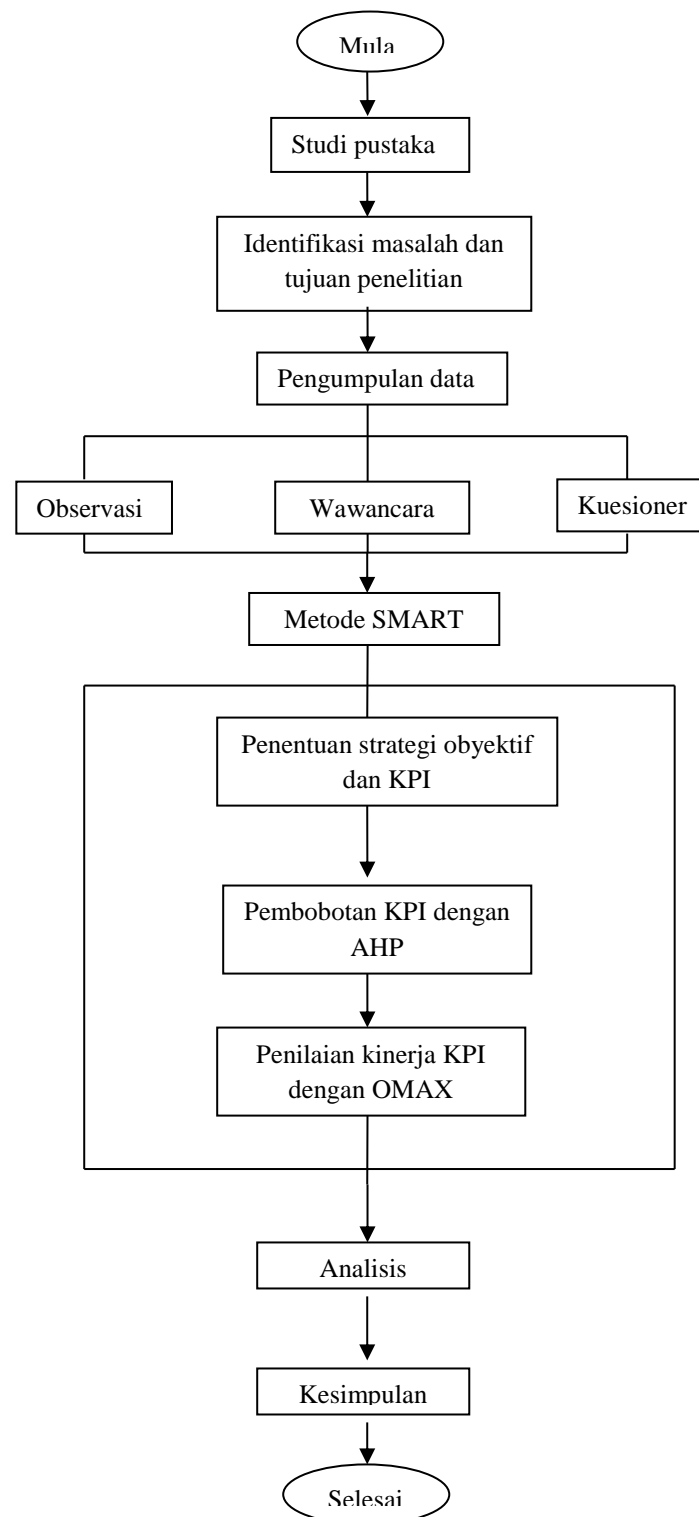 Mula
Studi pustaka
Identifikasi masalah dan
tujuan penelitian
Pengumpulan data
Observasi
Wawancara
Kuesioner
Metode SMART
Penentuan strategi obyektif
dan KPI
Pembobotan KPI dengan
AHP
Penilaian kinerja KPI
dengan OMAX
Analisis
Kesimpulan
Selesai